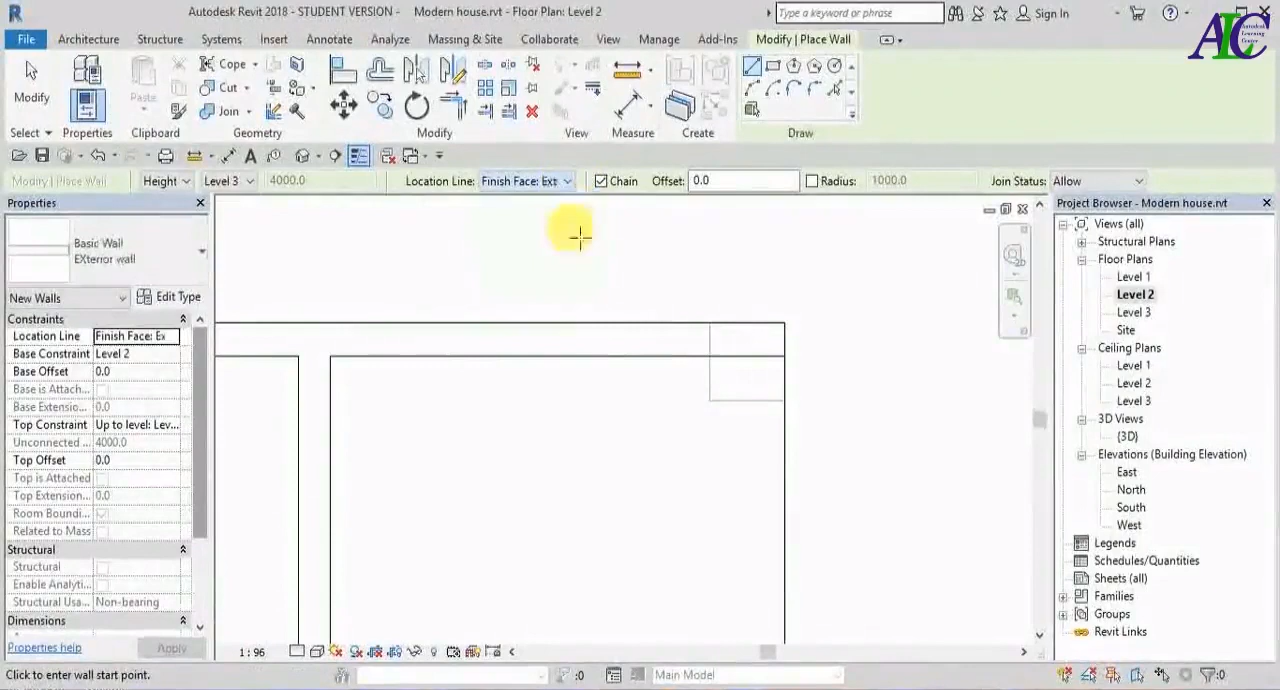 Autodesk Revit 2018 - STUDENT VERSION - Modern house.rvt - Floor Plan: Level 2
Type a keyword or phrase
Sign In
ALC
Autodesk
Learning
Center
File Architecture Structure Systems Insert Annotate Analyze Massing & Site Collaborate View Manage Add-Ins Modify | Place Wall
Modify
Paste
Cope
Cut
Join
Select Properties Clipboard Geometry Modify View Measure Create Draw
Modify | Place Wall Height Level 3 4000.0 Location Line: Finish Face: Ext Chain Offset: 0.0 Radius: 1000.0 Join Status: Allow
Properties
Basic Wall
EXterior wall
New Walls Edit Type
Constraints
Location Line Finish Face: Ex
Base Constraint Level 2
Base Offset 0.0
Base is Attach...
Base Extensio... 0.0
Top Constraint Up to level: Lev...
Unconnected ... 4000.0
Top Offset 0.0
Top is Attached
Top Extension... 0.0
Room Boundi...
Related to Mass
Structural
Structural
Enable Analyti...
Structural Usa... Non-bearing
Dimensions
Properties help Apply
1 : 96
Project Browser - Modern house.rvt
Views (all)
Structural Plans
Floor Plans
Level 1
Level 2
Level 3
Site
Ceiling Plans
Level 1
Level 2
Level 3
3D Views
{3D}
Elevations (Building Elevation)
East
North
South
West
Legends
Schedules/Quantities
Sheets (all)
Families
Groups
Revit Links
Click to enter wall start point.
:0
Main Model
:0